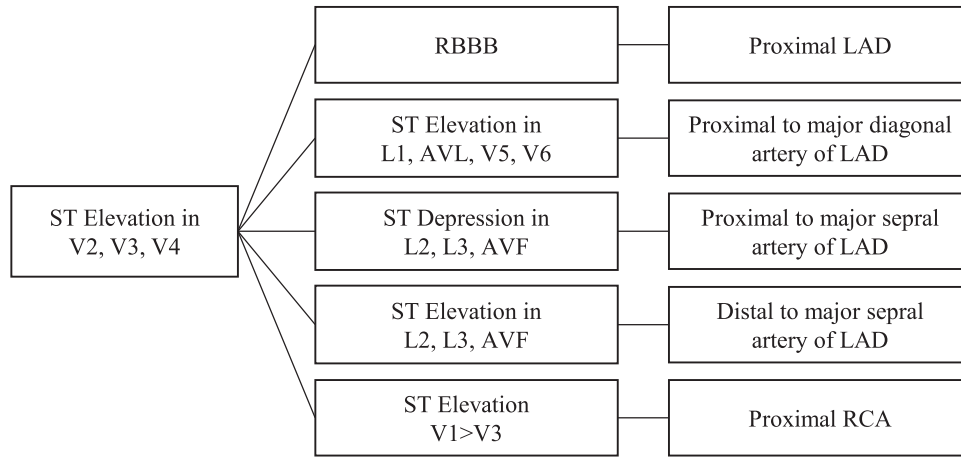 ST Elevation in
V2, V3, V4
RBBB
Proximal LAD
ST Elevation in
L1, AVL, V5, V6
Proximal to major diagonal
artery of LAD
ST Depression in
L2, L3, AVF
Proximal to major sepral
artery of LAD
ST Elevation in
L2, L3, AVF
Distal to major sepral
artery of LAD
ST Elevation
V1>V3
Proximal RCA